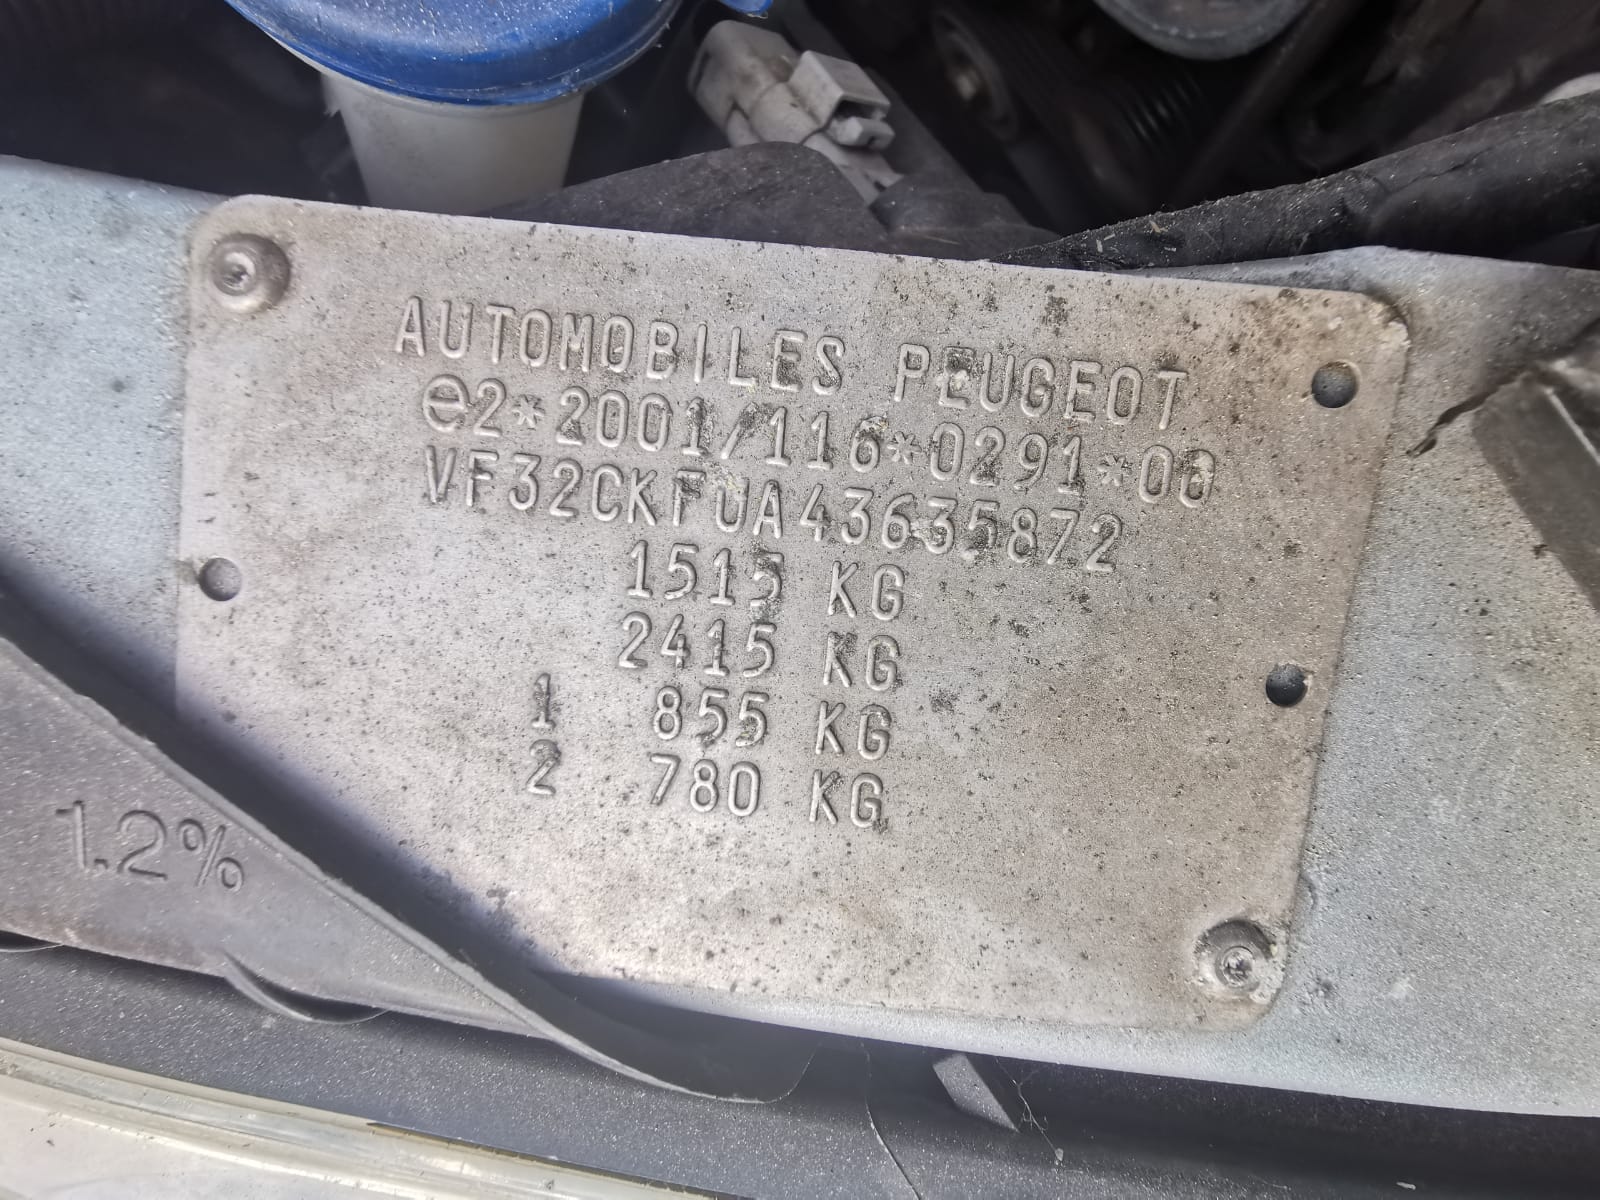 AUTOMOBILES PEUGEOT
e2*2001/116*0291*00
VF32CKFUA43635872
1515 KG
2415 KG
1 855 KG
2 780 KG
1.2%